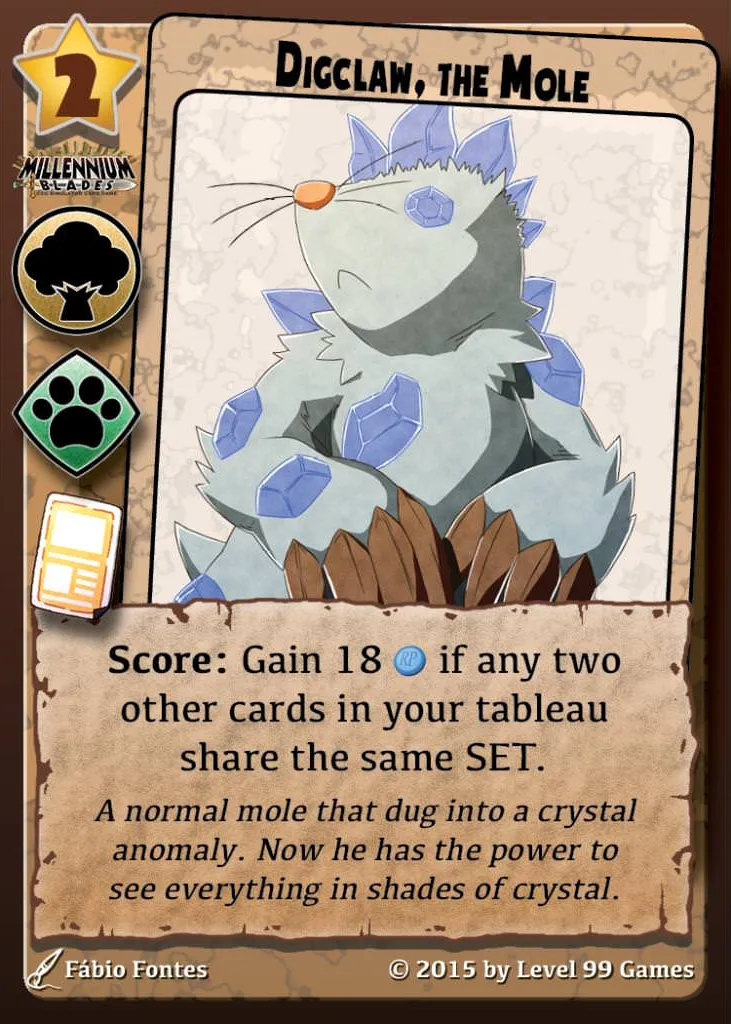 2
DIGCLAW, THE MOLE
MILLENNIUM
BLADES
Score: Gain 18 RP if any two
other cards in your tableau
share the same SET.
A normal mole that dug into a crystal
anomaly. Now he has the power to
see everything in shades of crystal.
Fábio Fontes
© 2015 by Level 99 Games